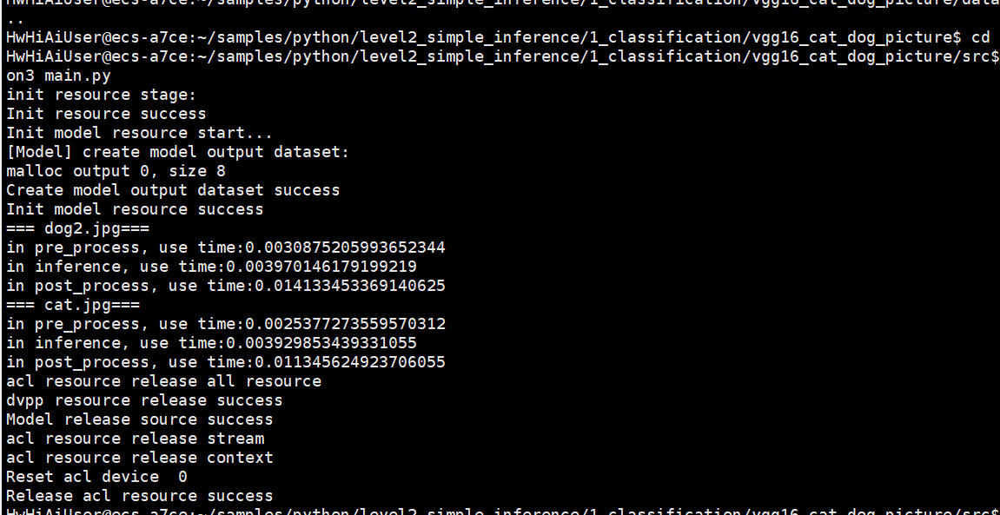 HwHiAiUser@ecs-a7ce:~/samples/python/level2_simple_inference/1_classification/vgg16_cat_dog_picture/data
..
HwHiAiUser@ecs-a7ce:~/samples/python/level2_simple_inference/1_classification/vgg16_cat_dog_picture$ cd
HwHiAiUser@ecs-a7ce:~/samples/python/level2_simple_inference/1_classification/vgg16_cat_dog_picture/src$
on3 main.py
init resource stage:
Init resource success
Init model resource start...
[Model] create model output dataset:
malloc output 0, size 8
Create model output dataset success
Init model resource success
=== dog2.jpg===
in pre_process, use time:0.0030875205993652344
in inference, use time:0.003970146179199219
in post_process, use time:0.014133453369140625
=== cat.jpg===
in pre_process, use time:0.0025377273559570312
in inference, use time:0.003929853439331055
in post_process, use time:0.011345624923706055
acl resource release all resource
dvpp resource release success
Model release source success
acl resource release stream
acl resource release context
Reset acl device  0
Release acl resource success
HwHiAiUser@ecs-a7ce:~/samples/python/level2_simple_inference/1_classification/vgg16_cat_dog_picture/src$